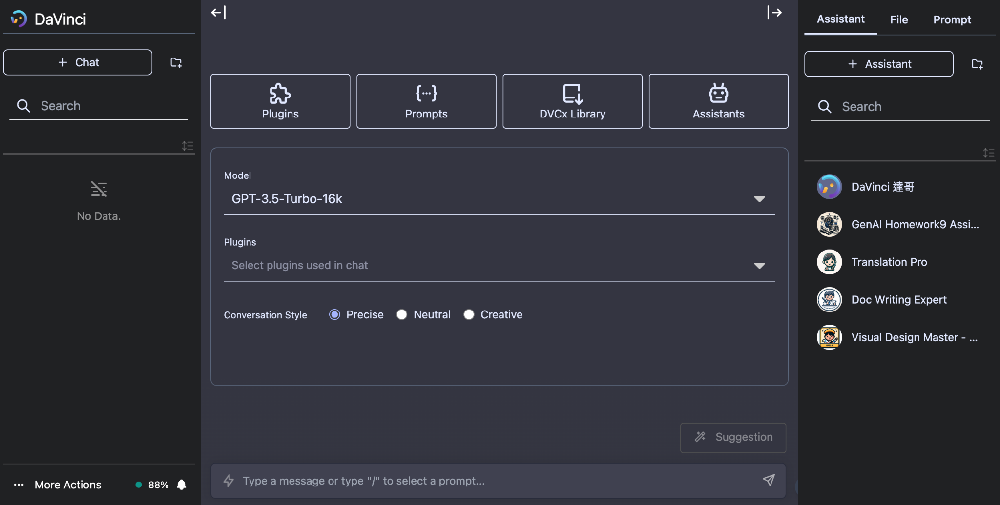 DaVinci
+ Chat
Search
No Data.
More Actions
88%
Plugins
Prompts
DVCx Library
Assistants
Model
GPT-3.5-Turbo-16k
Plugins
Select plugins used in chat
Conversation Style Precise Neutral Creative
Suggestion
Type a message or type "/" to select a prompt...
Assistant File Prompt
+ Assistant
Search
DaVinci 達哥
GenAI Homework9 Assi...
Translation Pro
Doc Writing Expert
Visual Design Master - ...